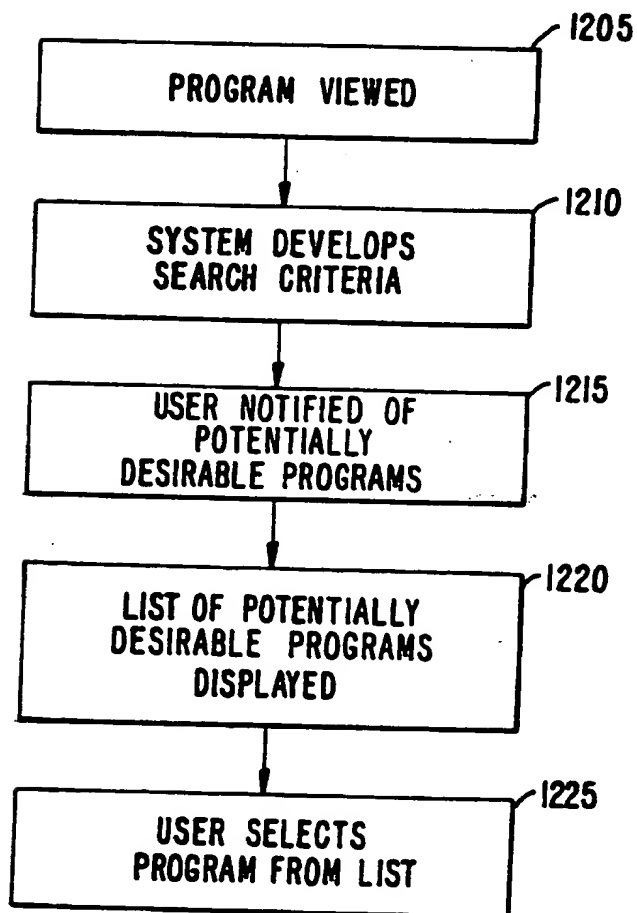 1205
PROGRAM VIEWED
1210
SYSTEM DEVELOPS
SEARCH CRITERIA
1215
USER NOTIFIED OF
POTENTIALLY
DESIRABLE PROGRAMS
1220
LIST OF POTENTIALLY
DESIRABLE PROGRAMS
DISPLAYED
1225
USER SELECTS
PROGRAM FROM LIST